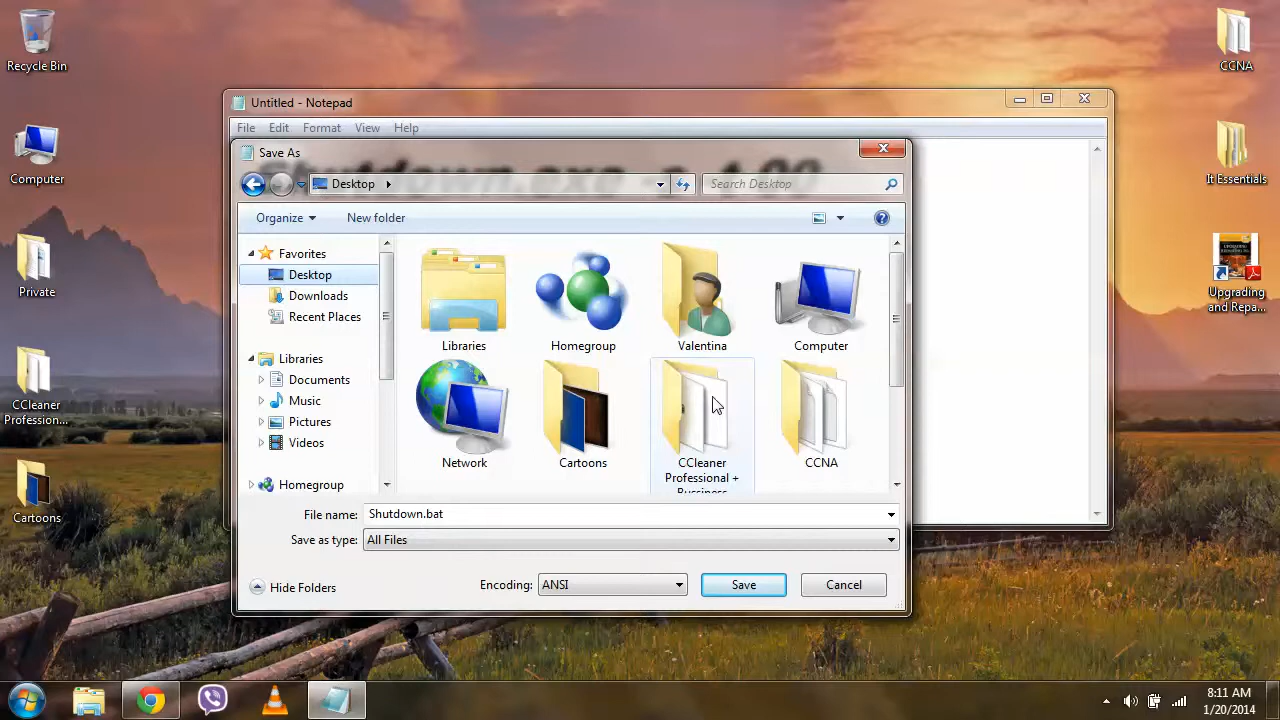 Recycle Bin
CCNA
Untitled - Notepad
File Edit Format View Help
Save As
Desktop
Search Desktop
Organize New folder
Computer
It Essentials
Favorites
Desktop
Downloads
Recent Places
Libraries
Documents
Music
Pictures
Videos
Homegroup
Libraries Homegroup Valentina Computer
Network Cartoons CCleaner CCNA
Professional +
Private
Upgrading
and Repa...
CCleaner
Profession...
Cartoons
File name: Shutdown.bat
Save as type: All Files
Hide Folders Encoding: ANSI Save Cancel
8:11 AM
1/20/2014